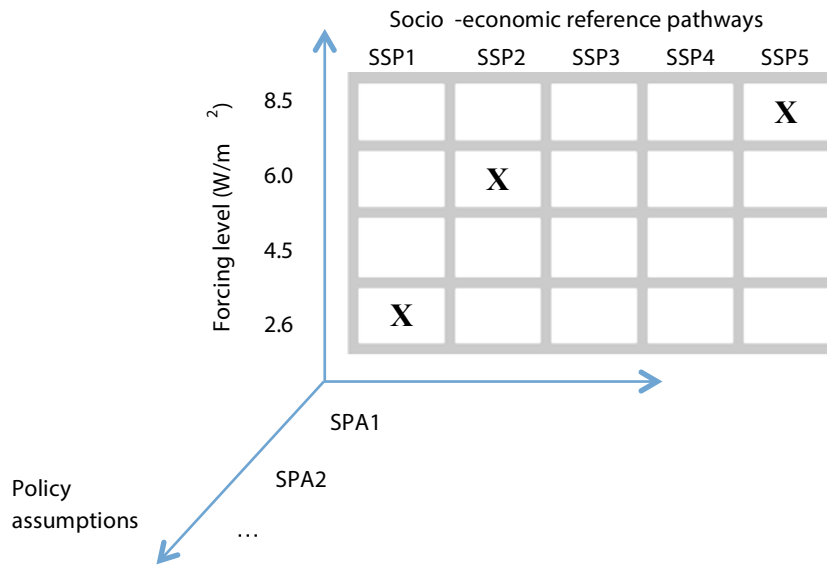 Socio -economic reference pathways
SSP1 SSP2 SSP3 SSP4 SSP5
Forcing level (W/m 2)
8.5 X
6.0 X
4.5
2.6 X
SPA1
SPA2
...
Policy
assumptions